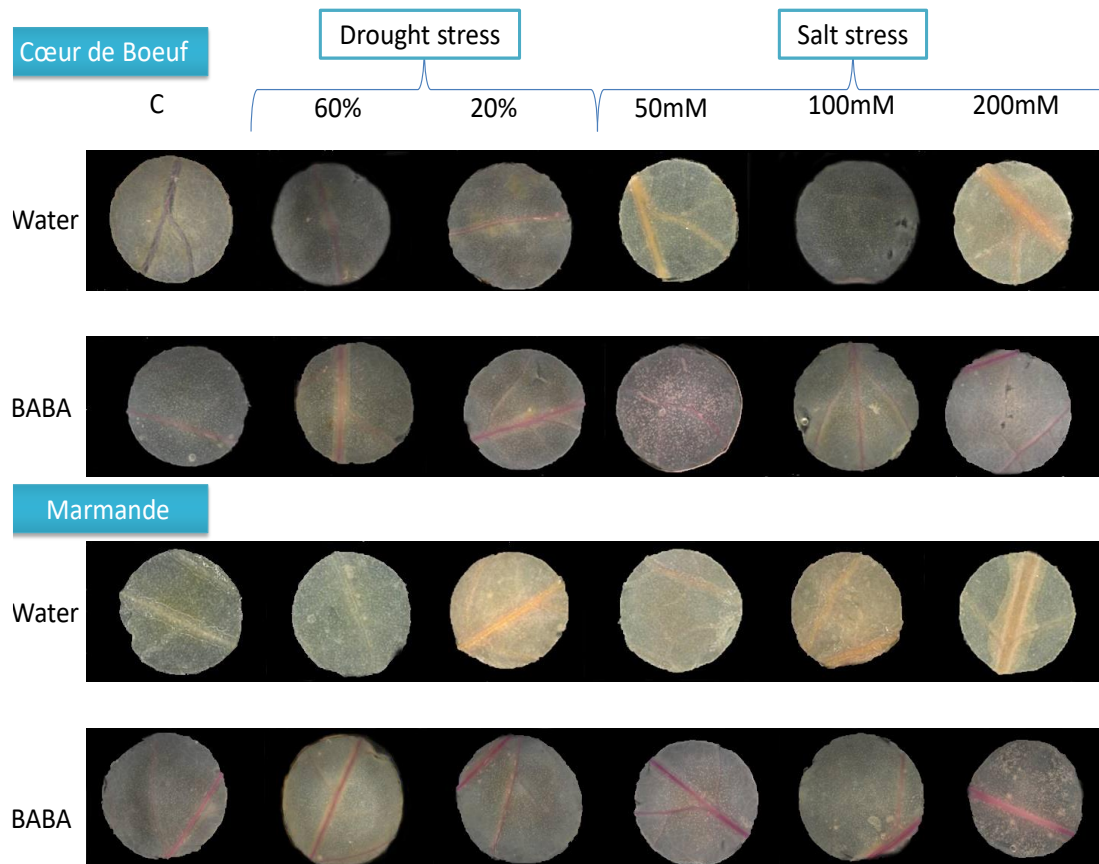 Cœur de Boeuf
Drought stress
Salt stress
C
60%
20%
50mM
100mM
200mM
Water
BABA
Marmande
Water
BABA